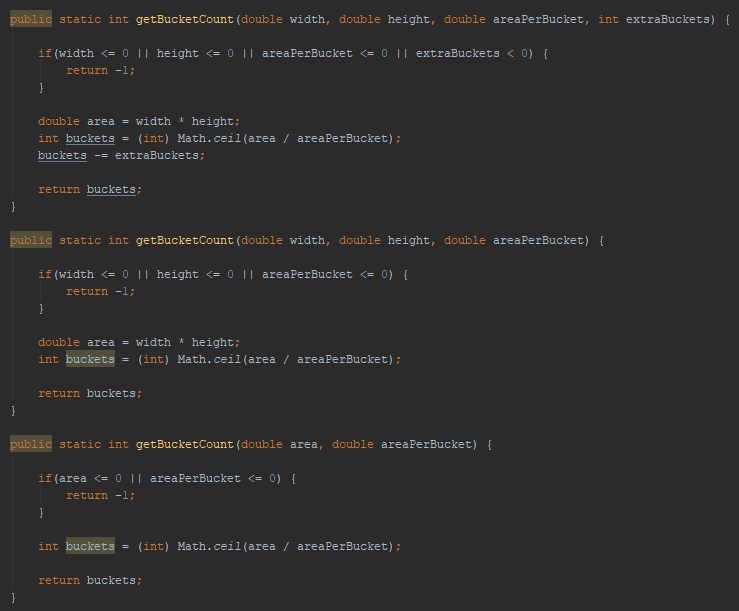 public static int getBucketCount(double width, double height, double areaPerBucket, int extraBuckets) {
if(width <= 0 || height <= 0 || areaPerBucket <= 0 || extraBuckets < 0) {
return -1;
}
double area = width * height;
int buckets = (int) Math.ceil(area / areaPerBucket);
buckets -= extraBuckets;
return buckets;
}
public static int getBucketCount(double width, double height, double areaPerBucket) {
if(width <= 0 || height <= 0 || areaPerBucket <= 0) {
return -1;
}
double area = width * height;
int buckets = (int) Math.ceil(area / areaPerBucket);
return buckets;
}
public static int getBucketCount(double area, double areaPerBucket) {
if(area <= 0 || areaPerBucket <= 0) {
return -1;
}
int buckets = (int) Math.ceil(area / areaPerBucket);
return buckets;
}